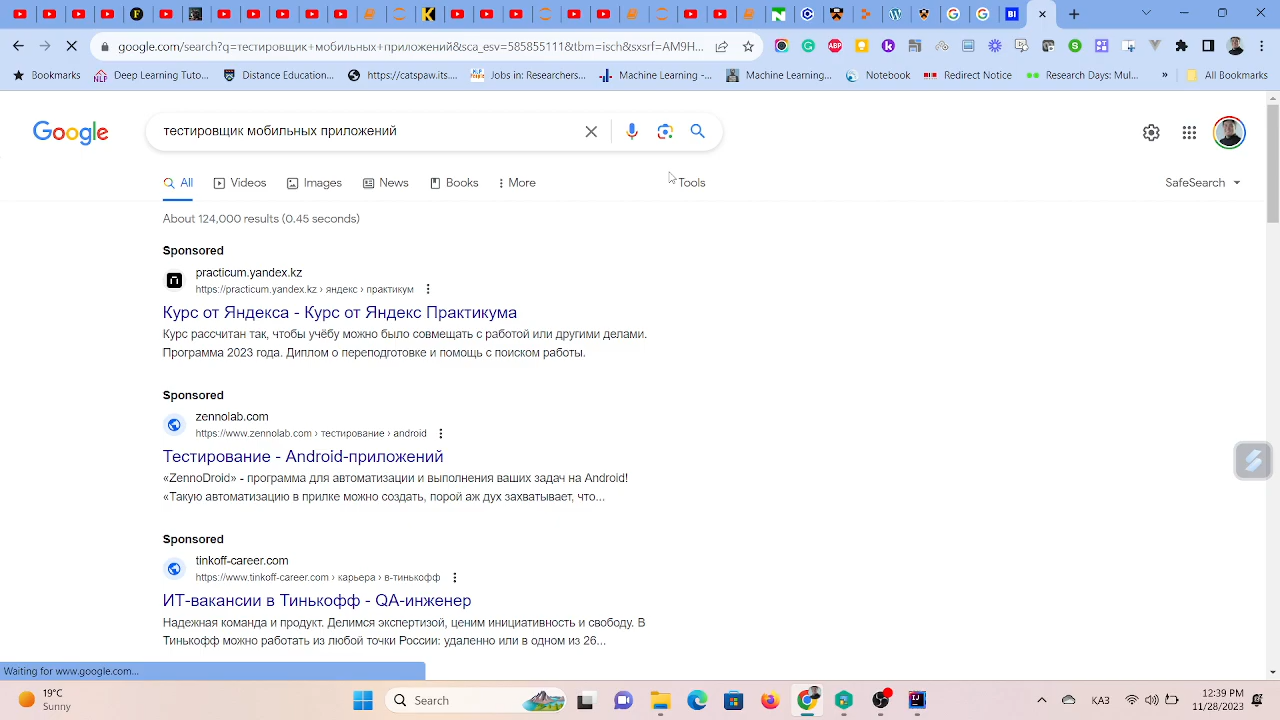 google.com/search?q=тестировщик+мобильных+приложений&sca_esv=585855111&tbm=isch&sxsrf=AM9H...
Bookmarks
Deep Learning Tuto...
Distance Education...
https://catspaw.its....
Jobs in: Researchers...
Machine Learning -...
Machine Learning...
Notebook
Redirect Notice
Research Days: Mul...
»
All Bookmarks
Google
тестировщик мобильных приложений
All
Videos
Images
News
Books
More
Tools
SafeSearch
About 124,000 results (0.45 seconds)
Sponsored
practicum.yandex.kz
https://practicum.yandex.kz › яндекс › практикум
Курс от Яндекса - Курс от Яндекс Практикума
Курс рассчитан так, чтобы учёбу можно было совмещать с работой или другими делами.
Программа 2023 года. Диплом о переподготовке и помощь с поиском работы.
Sponsored
zennolab.com
https://www.zennolab.com › тестирование › android
Тестирование - Android-приложений
«ZennoDroid» - программа для автоматизации и выполнения ваших задач на Android!
«Такую автоматизацию в прилке можно создать, порой аж дух захватывает, что...
Sponsored
tinkoff-career.com
https://www.tinkoff-career.com › карьера › в-тинькофф
ИТ-вакансии в Тинькофф - QA-инженер
Надежная команда и продукт. Делимся экспертизой, ценим инициативность и свободу. В
Тинькофф можно работать из любой точки России: удаленно или в одном из 26...
Waiting for www.google.com...
19°C
Sunny
Search
ҚАЗ
12:39 PM
11/28/2023